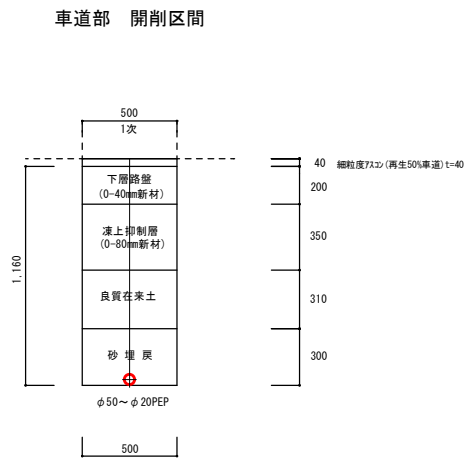 車道部　開削区間
500
1次
40 細粒度ｱｽｺﾝ(再生50%車道)t=40
下層路盤
(0-40mm新材)
200
凍上抑制層
(0-80mm新材)
350
1,160
良質在来土
310
砂 埋 戻
300
φ50～φ20PEP
500